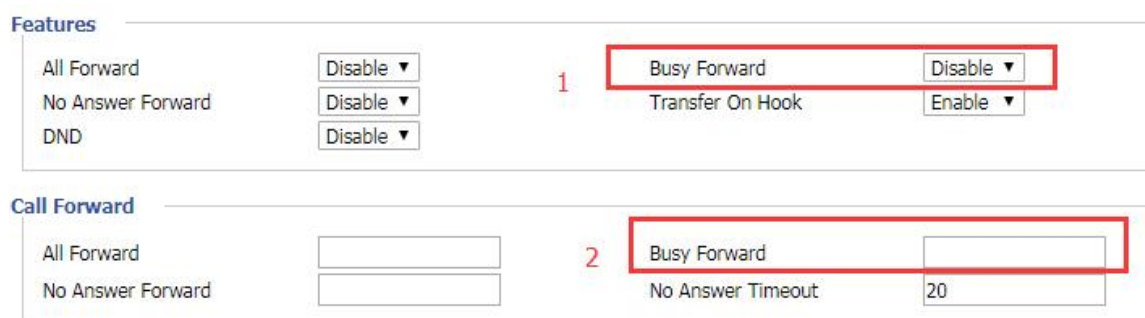 Features
All Forward Disable ▼ 1 Busy Forward Disable ▼
No Answer Forward Disable ▼ Transfer On Hook Enable ▼
DND Disable ▼
Call Forward
All Forward 2 Busy Forward
No Answer Forward No Answer Timeout 20